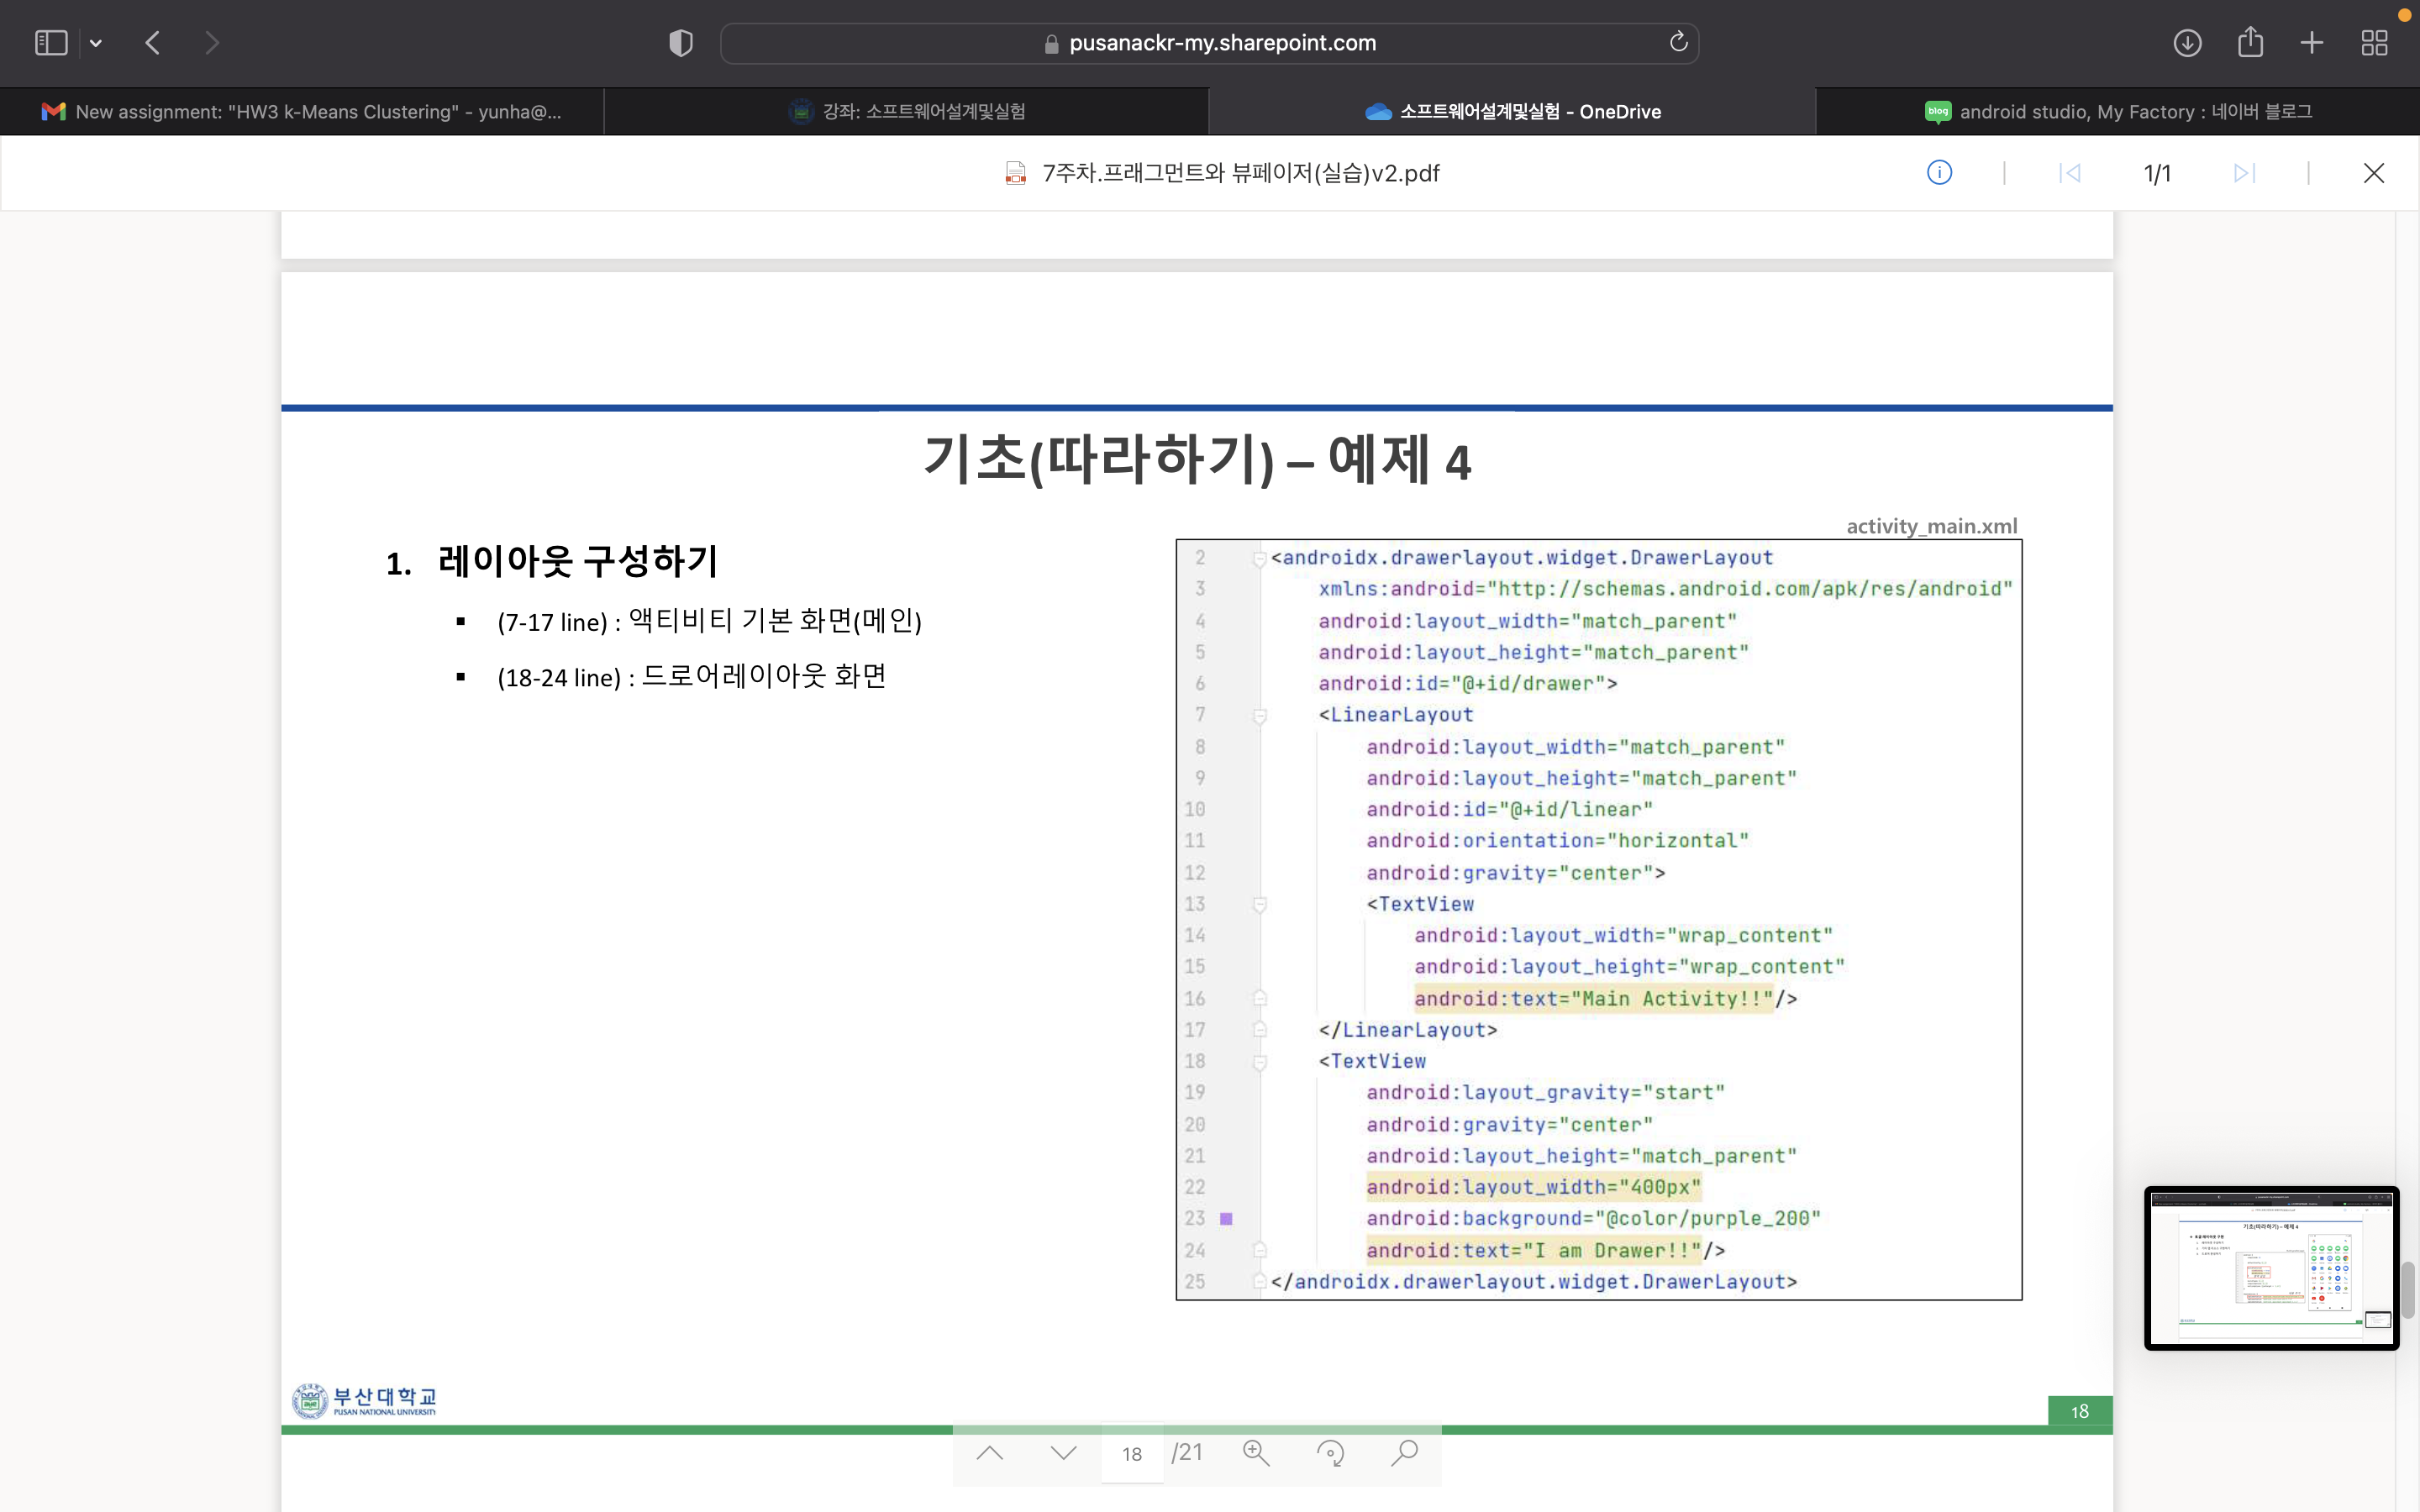 pusanackr-my.sharepoint.com
New assignment: "HW3 k-Means Clustering" - yunha@...
강좌: 소프트웨어설계및실험
소프트웨어설계및실험 - OneDrive
blog
android studio, My Factory : 네이버 블로그
7주차.프래그먼트와 뷰페이저(실습)v2.pdf
1/1
기초(따라하기) – 예제 4
1. 레이아웃 구성하기
▪ (7-17 line) : 액티비티 기본 화면(메인)
▪ (18-24 line) : 드로어레이아웃 화면
activity_main.xml
2 <androidx.drawerlayout.widget.DrawerLayout
3 xmlns:android="http://schemas.android.com/apk/res/android"
4 android:layout_width="match_parent"
5 android:layout_height="match_parent"
6 android:id="@+id/drawer">
7 <LinearLayout
8 android:layout_width="match_parent"
9 android:layout_height="match_parent"
10 android:id="@+id/linear"
11 android:orientation="horizontal"
12 android:gravity="center">
13 <TextView
14 android:layout_width="wrap_content"
15 android:layout_height="wrap_content"
16 android:text="Main Activity!!"/>
17 </LinearLayout>
18 <TextView
19 android:layout_gravity="start"
20 android:gravity="center"
21 android:layout_height="match_parent"
22 android:layout_width="400px"
23 android:background="@color/purple_200"
24 android:text="I am Drawer!!"/>
25 </androidx.drawerlayout.widget.DrawerLayout>
부산대학교
PUSAN NATIONAL UNIVERSITY
18
18 /21
기초(따라하기) – 예제 4